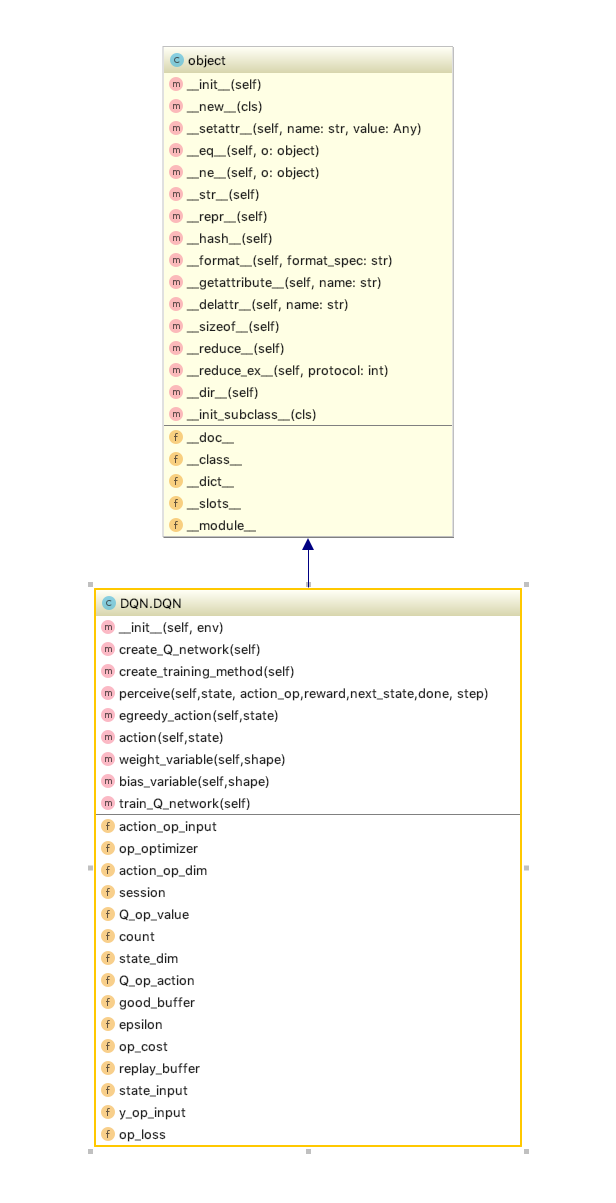 C object
m __init__(self)
m __new__(cls)
m __setattr__(self, name: str, value: Any)
m __eq__(self, o: object)
m __ne__(self, o: object)
m __str__(self)
m __repr__(self)
m __hash__(self)
m __format__(self, format_spec: str)
m __getattribute__(self, name: str)
m __delattr__(self, name: str)
m __sizeof__(self)
m __reduce__(self)
m __reduce_ex__(self, protocol: int)
m __dir__(self)
m __init_subclass__(cls)
f __doc__
f __class__
f __dict__
f __slots__
f __module__
C DQN.DQN
m __init__(self, env)
m create_Q_network(self)
m create_training_method(self)
m perceive(self,state, action_op,reward,next_state,done, step)
m egreedy_action(self,state)
m action(self,state)
m weight_variable(self,shape)
m bias_variable(self,shape)
m train_Q_network(self)
f action_op_input
f op_optimizer
f action_op_dim
f session
f Q_op_value
f count
f state_dim
f Q_op_action
f good_buffer
f epsilon
f op_cost
f replay_buffer
f state_input
f y_op_input
f op_loss